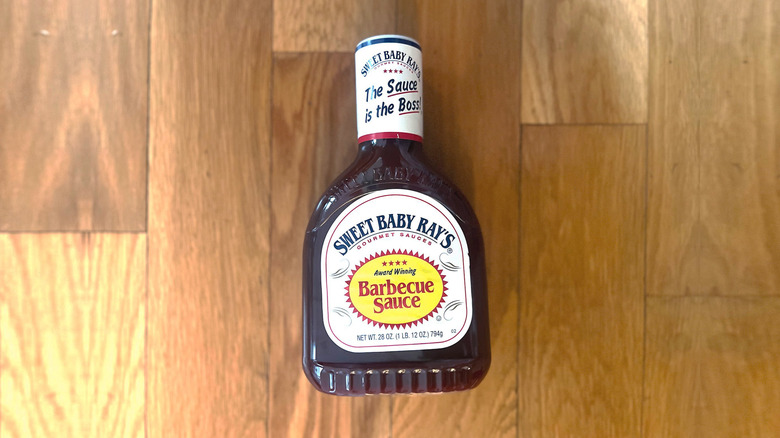 SWEET BABY RAY'S
GOURMET SAUCES
The Sauce
is the Boss!
SWEET BABY RAY'S®
GOURMET SAUCES
Award Winning
Barbecue
Sauce
NET WT. 28 OZ. (1 LB. 12 OZ.) 794g